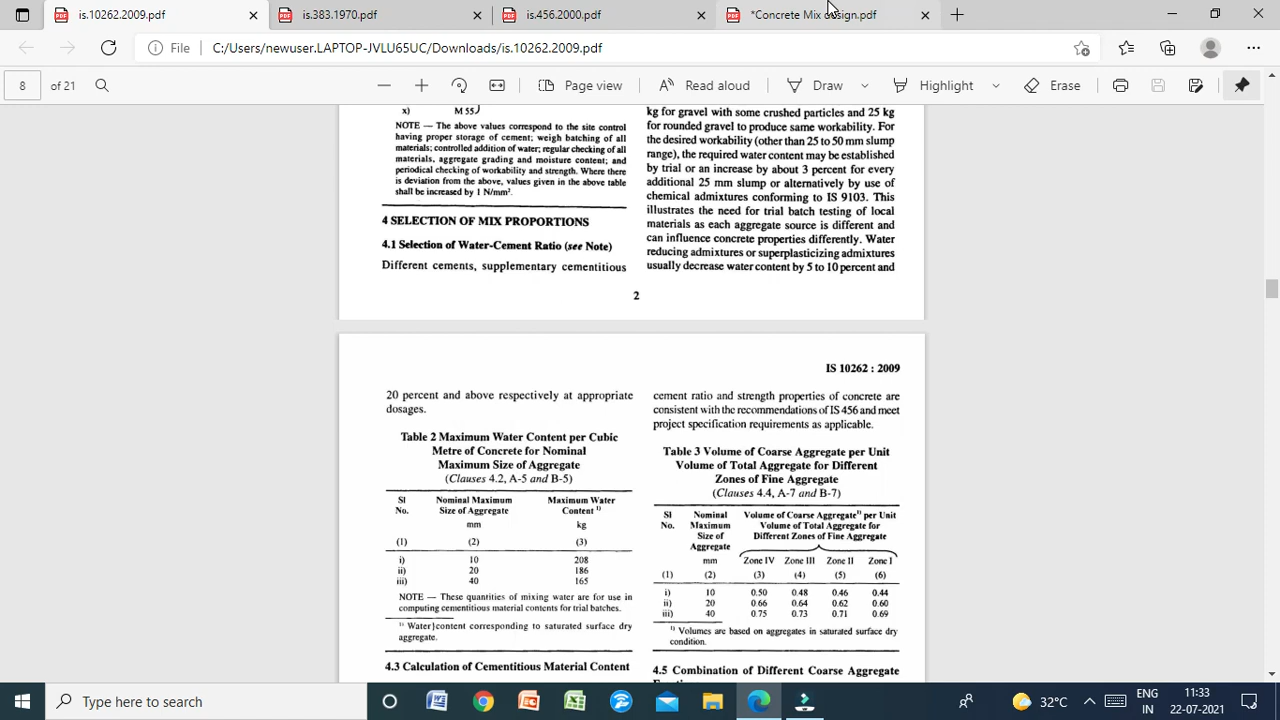 is.10262.2009.pdf
is.383.1970.pdf
is.456.2009.pdf
*Concrete Mix design.pdf
File
C:/Users/newuser.LAPTOP-JVLU65UC/Downloads/is.10262.2009.pdf
8 of 21
Page view
Read aloud
Draw
Highlight
Erase
x) M 55
NOTE — The above values correspond to the site control
having proper storage of cement; weigh batching of all
materials; controlled addition of water; regular checking of all
materials, aggregate grading and moisture content; and
periodical checking of workability and strength. Where there
is deviation from the above, values given in the above table
shall be increased by 1 N/mm².
4 SELECTION OF MIX PROPORTIONS
4.1 Selection of Water-Cement Ratio (see Note)
Different cements, supplementary cementitious
kg for gravel with some crushed particles and 25 kg
for rounded gravel to produce same workability. For
the desired workability (other than 25 to 50 mm slump
range), the required water content may be established
by trial or an increase by about 3 percent for every
additional 25 mm slump or alternatively by use of
chemical admixtures conforming to IS 9103. This
illustrates the need for trial batch testing of local
materials as each aggregate source is different and
can influence concrete properties differently. Water
reducing admixtures or superplasticizing admixtures
usually decrease water content by 5 to 10 percent and
2
IS 10262 : 2009
20 percent and above respectively at appropriate
dosages.
Table 2 Maximum Water Content per Cubic
Metre of Concrete for Nominal
Maximum Size of Aggregate
(Clauses 4.2, A-5 and B-5)
Sl Nominal Maximum Maximum Water
No. Size of Aggregate Content ¹⁾
mm kg
(1) (2) (3)
i) 10 208
ii) 20 186
iii) 40 165
NOTE — These quantities of mixing water are for use in
computing cementitious material contents for trial batches.
¹⁾ Water content corresponding to saturated surface dry
aggregate.
4.3 Calculation of Cementitious Material Content
cement ratio and strength properties of concrete are
consistent with the recommendations of IS 456 and meet
project specification requirements as applicable.
Table 3 Volume of Coarse Aggregate per Unit
Volume of Total Aggregate for Different
Zones of Fine Aggregate
(Clauses 4.4, A-7 and B-7)
Sl Nominal Volume of Coarse Aggregate¹⁾ per Unit
No. Maximum Volume of Total Aggregate for
Size of Different Zones of Fine Aggregate
Aggregate
mm Zone IV Zone III Zone II Zone I
(1) (2) (3) (4) (5) (6)
i) 10 0.50 0.48 0.46 0.44
ii) 20 0.66 0.64 0.62 0.60
iii) 40 0.75 0.73 0.71 0.69
¹⁾ Volumes are based on aggregates in saturated surface dry
condition.
4.5 Combination of Different Coarse Aggregate
Type here to search
32°C
ENG
IN
11:33
22-07-2021